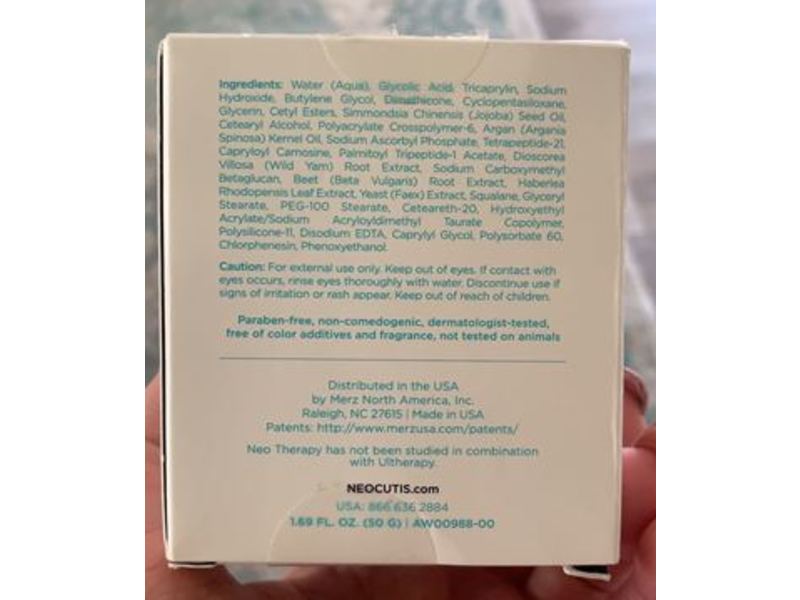 Ingredients: Water (Aqua), Glycolic Acid, Tricaprylin, Sodium
Hydroxide, Butylene Glycol, Dimethicone, Cyclopentasiloxane,
Glycerin, Cetyl Esters, Simmondsia Chinensis (Jojoba) Seed Oil,
Cetearyl Alcohol, Polyacrylate Crosspolymer-6, Argan (Argania
Spinosa) Kernel Oil, Sodium Ascorbyl Phosphate, Tetrapeptide-21,
Capryloyl Carnosine, Palmitoyl Tripeptide-1 Acetate, Dioscorea
Villosa (Wild Yam) Root Extract, Sodium Carboxymethyl
Betaglucan, Beet (Beta Vulgaris) Root Extract, Haberlea
Rhodopensis Leaf Extract, Yeast (Faex) Extract, Squalane, Glyceryl
Stearate, PEG-100 Stearate, Ceteareth-20, Hydroxyethyl
Acrylate/Sodium Acryloyldimethyl Taurate Copolymer,
Polysilicone-11, Disodium EDTA, Caprylyl Glycol, Polysorbate 60,
Chlorphenesin, Phenoxyethanol.
Caution: For external use only. Keep out of eyes. If contact with
eyes occurs, rinse eyes thoroughly with water. Discontinue use if
signs of irritation or rash appear. Keep out of reach of children.
Paraben-free, non-comedogenic, dermatologist-tested,
free of color additives and fragrance, not tested on animals
Distributed in the USA
by Merz North America, Inc.
Raleigh, NC 27615 | Made in USA
Patents: http://www.merzusa.com/patents/
Neo Therapy has not been studied in combination
with Ultherapy.
NEOCUTIS.com
USA: 866 636 2884
1.69 FL. OZ. (50 G) | AW00988-00